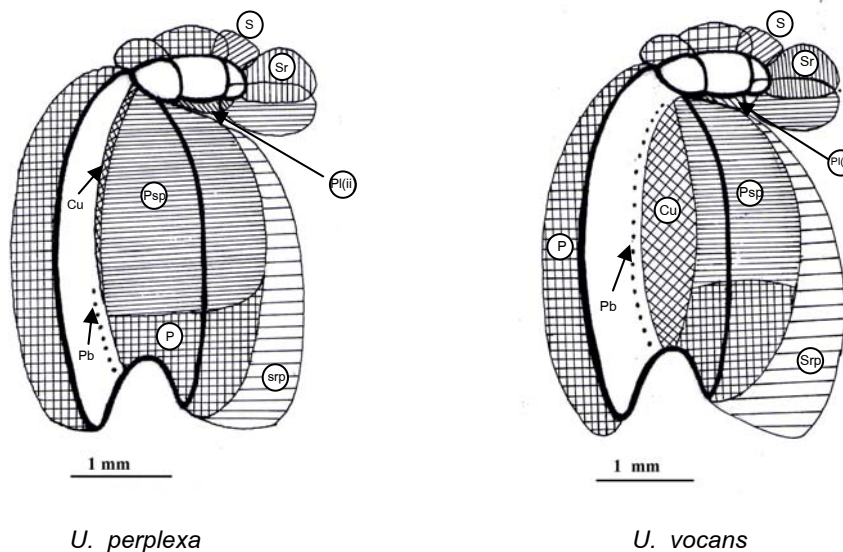 S
S
Sr
Sr
Pl(ii
Pl(
Cu
Psp
Cu
Psp
P
Pb
Pb
P
srp
Srp
1 mm
1 mm
U. perplexa
U. vocans